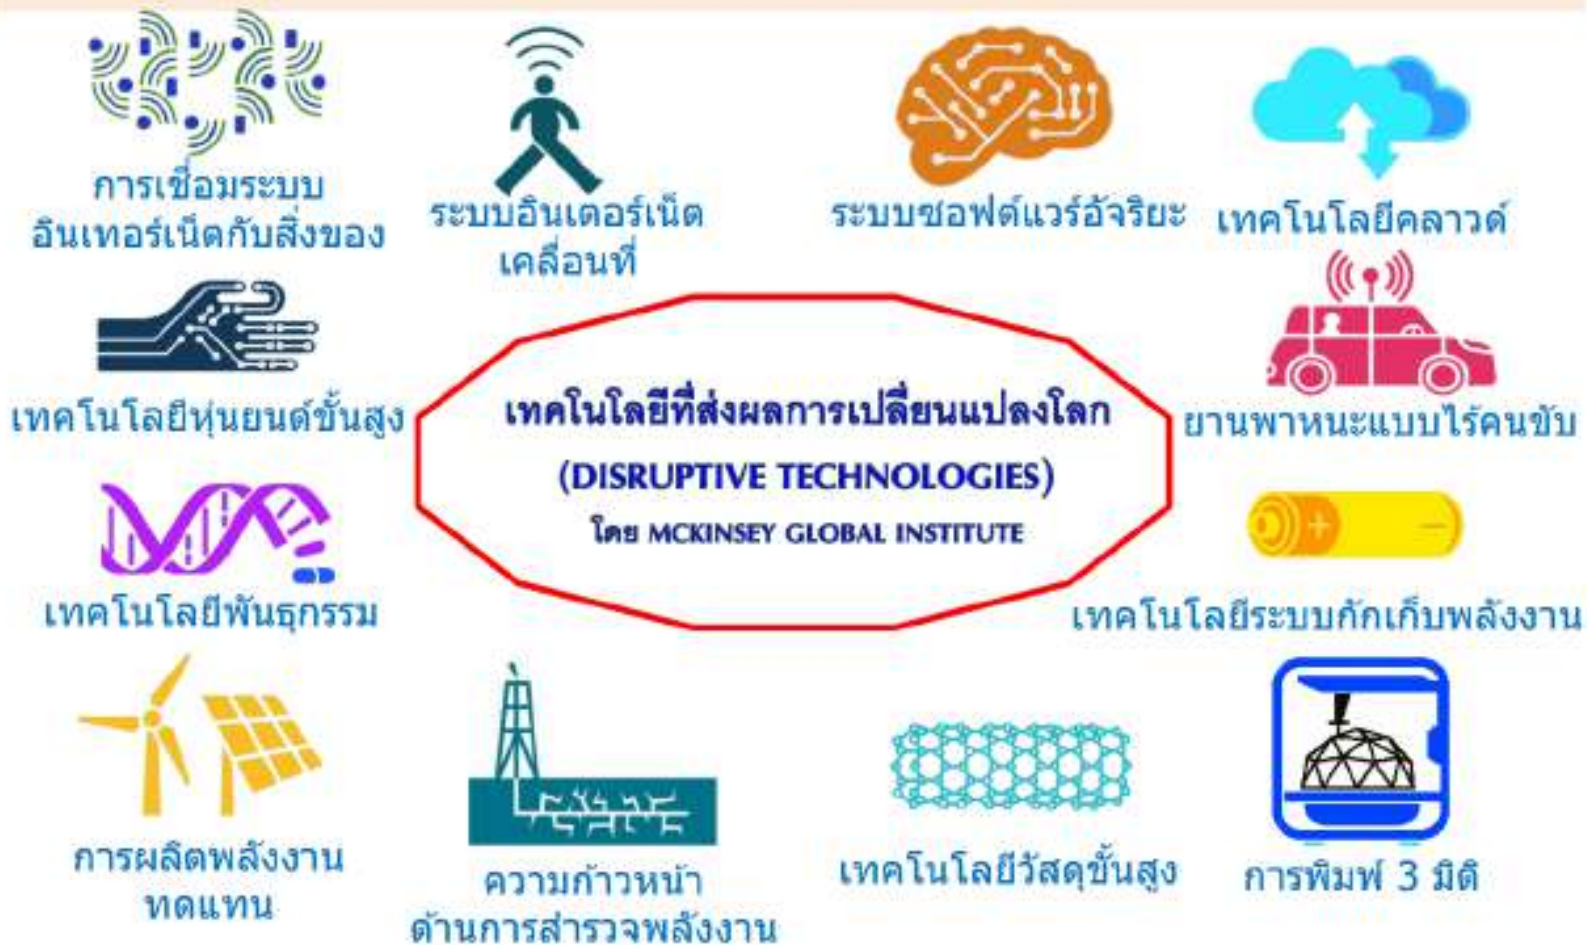 การเชื่อมระบบ
อินเทอร์เน็ตกับสิ่งของ
ระบบอินเตอร์เน็ต
เคลื่อนที่
ระบบซอฟต์แวร์อัจริยะ
เทคโนโลยีคลาวด์
เทคโนโลยีหุ่นยนต์ขั้นสูง
เทคโนโลยีที่ส่งผลการเปลี่ยนแปลงโลก
(DISRUPTIVE TECHNOLOGIES)
โดย MCKINSEY GLOBAL INSTITUTE
ยานพาหนะแบบไร้คนขับ
เทคโนโลยีพันธุกรรม
เทคโนโลยีระบบกักเก็บพลังงาน
การผลิตพลังงาน
ทดแทน
ความก้าวหน้า
ด้านการสำรวจพลังงาน
เทคโนโลยีวัสดุขั้นสูง
การพิมพ์ 3 มิติ